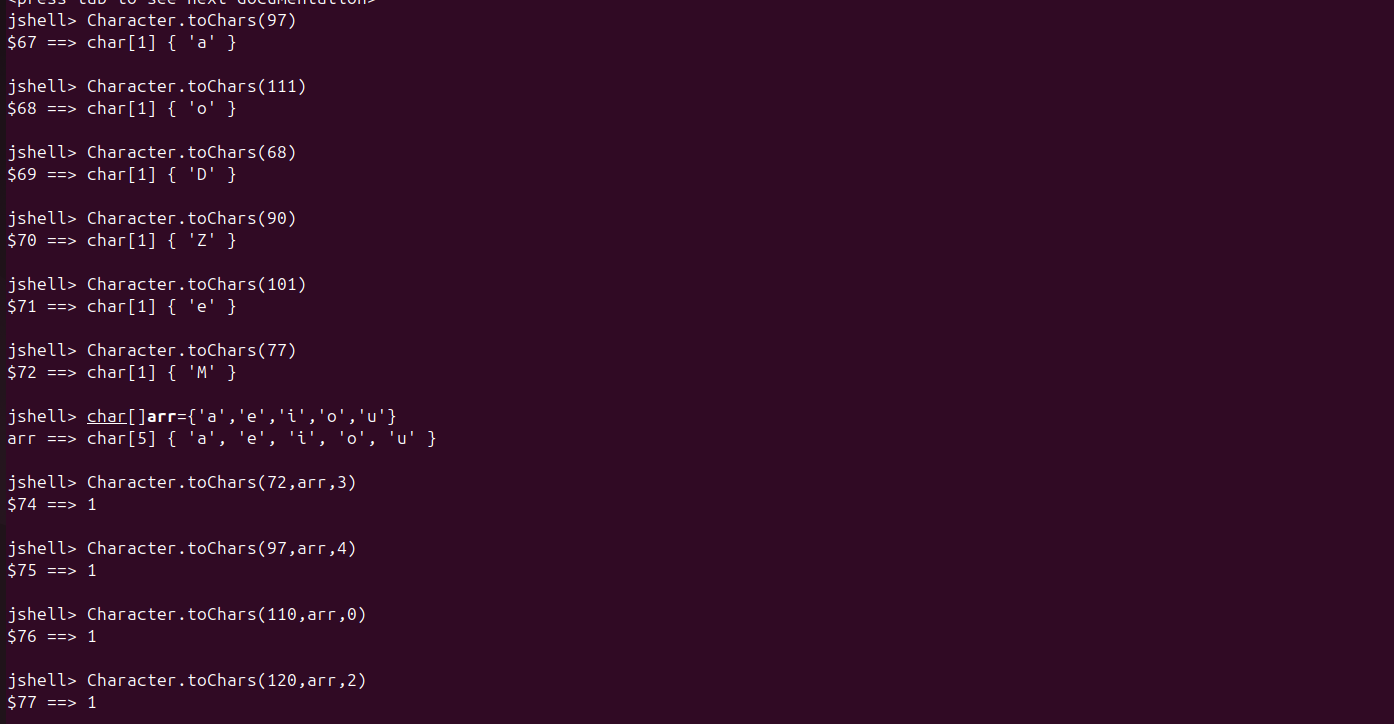 <press tab to see next documentation>
jshell> Character.toChars(97)
$67 ==> char[1] { 'a' }
jshell> Character.toChars(111)
$68 ==> char[1] { 'o' }
jshell> Character.toChars(68)
$69 ==> char[1] { 'D' }
jshell> Character.toChars(90)
$70 ==> char[1] { 'Z' }
jshell> Character.toChars(101)
$71 ==> char[1] { 'e' }
jshell> Character.toChars(77)
$72 ==> char[1] { 'M' }
jshell> char[]arr={'a','e','i','o','u'}
arr ==> char[5] { 'a', 'e', 'i', 'o', 'u' }
jshell> Character.toChars(72,arr,3)
$74 ==> 1
jshell> Character.toChars(97,arr,4)
$75 ==> 1
jshell> Character.toChars(110,arr,0)
$76 ==> 1
jshell> Character.toChars(120,arr,2)
$77 ==> 1